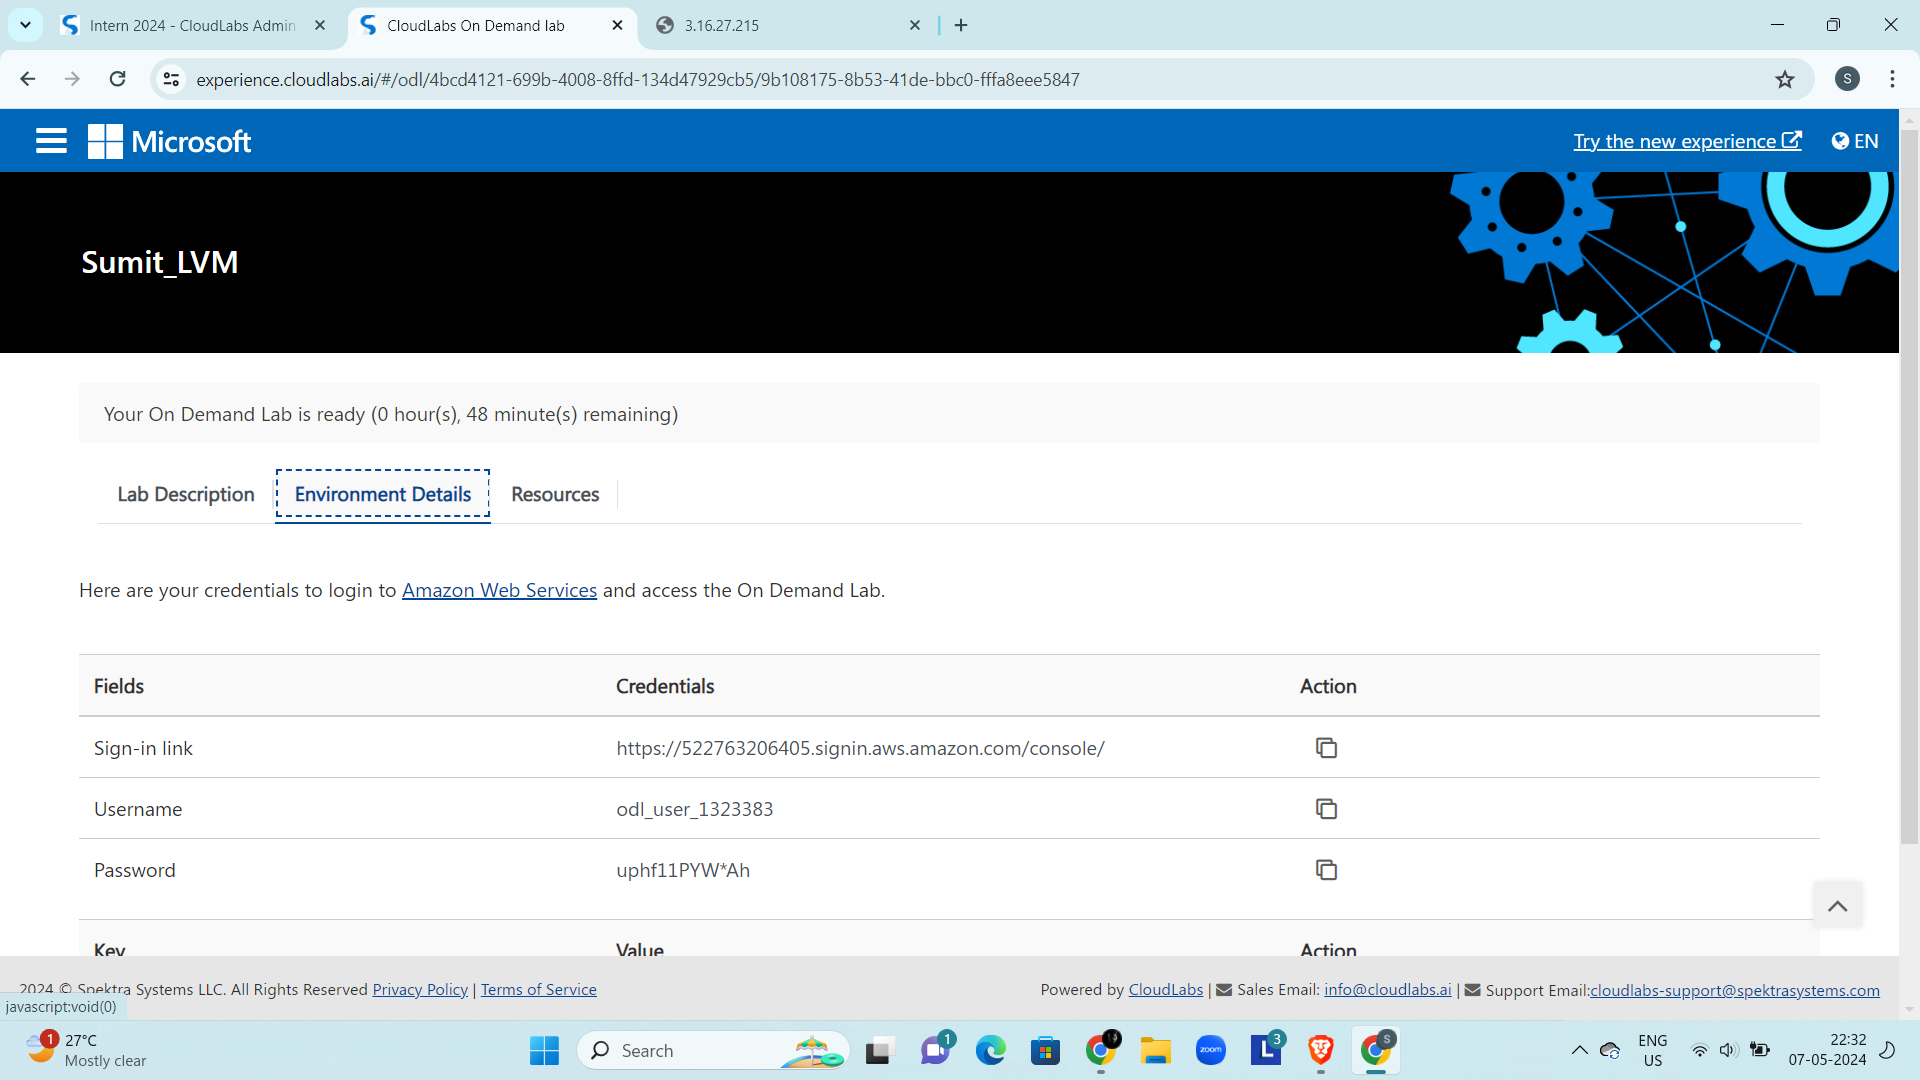 Intern 2024 - CloudLabs Admin
CloudLabs On Demand lab
3.16.27.215
experience.cloudlabs.ai/#/odl/4bcd4121-699b-4008-8ffd-134d47929cb5/9b108175-8b53-41de-bbc0-fffa8eee5847
S
Microsoft
Try the new experience
EN
Sumit_LVM
Your On Demand Lab is ready (0 hour(s), 48 minute(s) remaining)
Lab Description
Environment Details
Resources
Here are your credentials to login to Amazon Web Services and access the On Demand Lab.
Fields Credentials Action
Sign-in link https://522763206405.signin.aws.amazon.com/console/
Username odl_user_1323383
Password uphf11PYW*Ah
Key Value Action
2024 © Spektra Systems LLC. All Rights Reserved Privacy Policy | Terms of Service
Powered by CloudLabs | Sales Email: info@cloudlabs.ai | Support Email:cloudlabs-support@spektrasystems.com
javascript:void(0)
1
27°C
Mostly clear
Search
1
zoom
L
3
S
ENG
US
22:32
07-05-2024